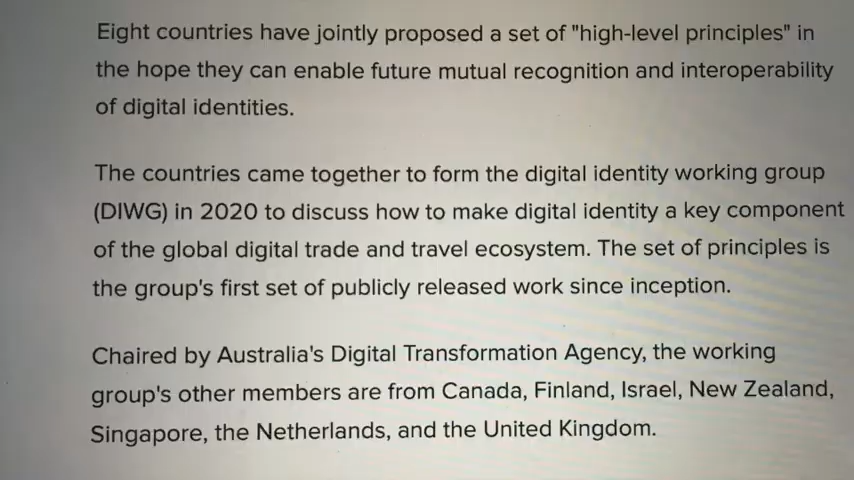 Eight countries have jointly proposed a set of "high-level principles" in
the hope they can enable future mutual recognition and interoperability
of digital identities.
The countries came together to form the digital identity working group
(DIWG) in 2020 to discuss how to make digital identity a key component
of the global digital trade and travel ecosystem. The set of principles is
the group's first set of publicly released work since inception.
Chaired by Australia's Digital Transformation Agency, the working
group's other members are from Canada, Finland, Israel, New Zealand,
Singapore, the Netherlands, and the United Kingdom.